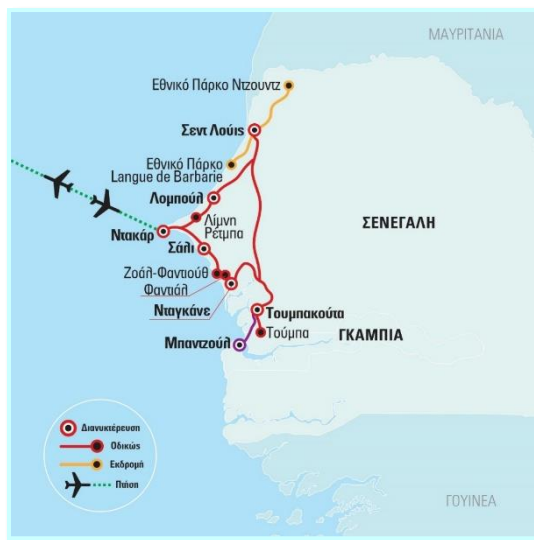 ΜΑΥΡΙΤΑΝΙΑ
Εθνικό Πάρκο Ντζουντζ
Σεντ Λούις
Εθνικό Πάρκο
Langue de Barbarie
Λομπούλ
Λίμνη
Ρέτμπα
Ντακάρ
ΣΕΝΕΓΑΛΗ
Σάλι
Ζοάλ-Φαντιούθ
Φαντιάλ
Νταγκάνε
Τουμπακούτα
Τούμπα
ΓΚΑΜΠΙΑ
Μπαντζούλ
Διανυκτέρευση
Οδικώς
Εκδρομή
Πτήση
ΓΟΥΙΝΕΑ